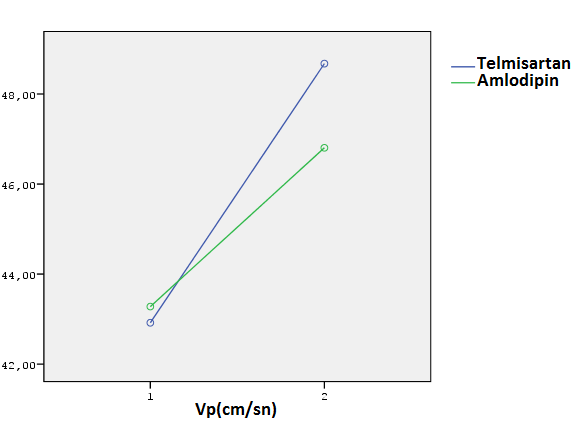 Telmisartan
Amlodipin
48,00
46,00
44,00
42,00
1
2
Vp(cm/sn)